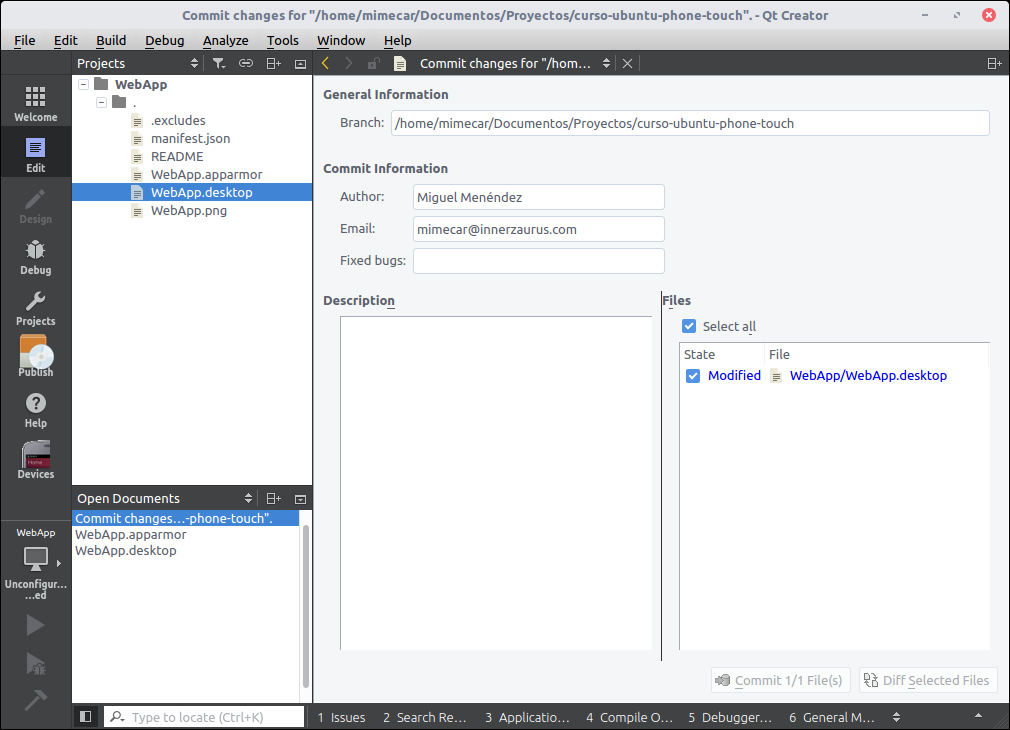 Commit changes for "/home/mimecar/Documentos/Proyectos/curso-ubuntu-phone-touch". - Qt Creator
File Edit Build Debug Analyze Tools Window Help
Projects
Commit changes for "/hom...
Welcome
Edit
Design
Debug
Projects
Publish
Help
Devices
WebApp
Unconfigur...
...ed
WebApp
.
.excludes
manifest.json
README
WebApp.apparmor
WebApp.desktop
WebApp.png
Open Documents
Commit changes...-phone-touch".
WebApp.apparmor
WebApp.desktop
General Information
Branch: /home/mimecar/Documentos/Proyectos/curso-ubuntu-phone-touch
Commit Information
Author: Miguel Menéndez
Email: mimecar@innerzaurus.com
Fixed bugs:
Description
Files
Select all
State File
Modified WebApp/WebApp.desktop
Commit 1/1 File(s) Diff Selected Files
Type to locate (Ctrl+K) 1 Issues 2 Search Re... 3 Applicatio... 4 Compile O... 5 Debugger... 6 General M...